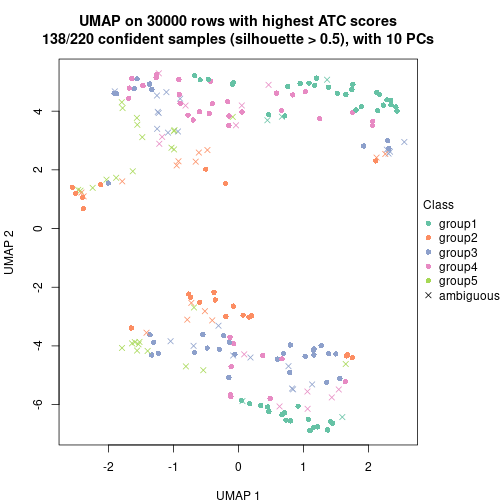 UMAP on 30000 rows with highest ATC scores
138/220 confident samples (silhouette > 0.5), with 10 PCs
4
2
0
-2
-4
-6
UMAP 2
-2
-1
0
1
2
UMAP 1
Class
group1
group2
group3
group4
group5
ambiguous